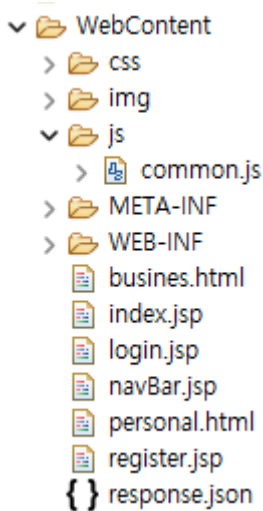 WebContent
css
img
js
common.js
META-INF
WEB-INF
busines.html
index.jsp
login.jsp
navBar.jsp
personal.html
register.jsp
{ } response.json